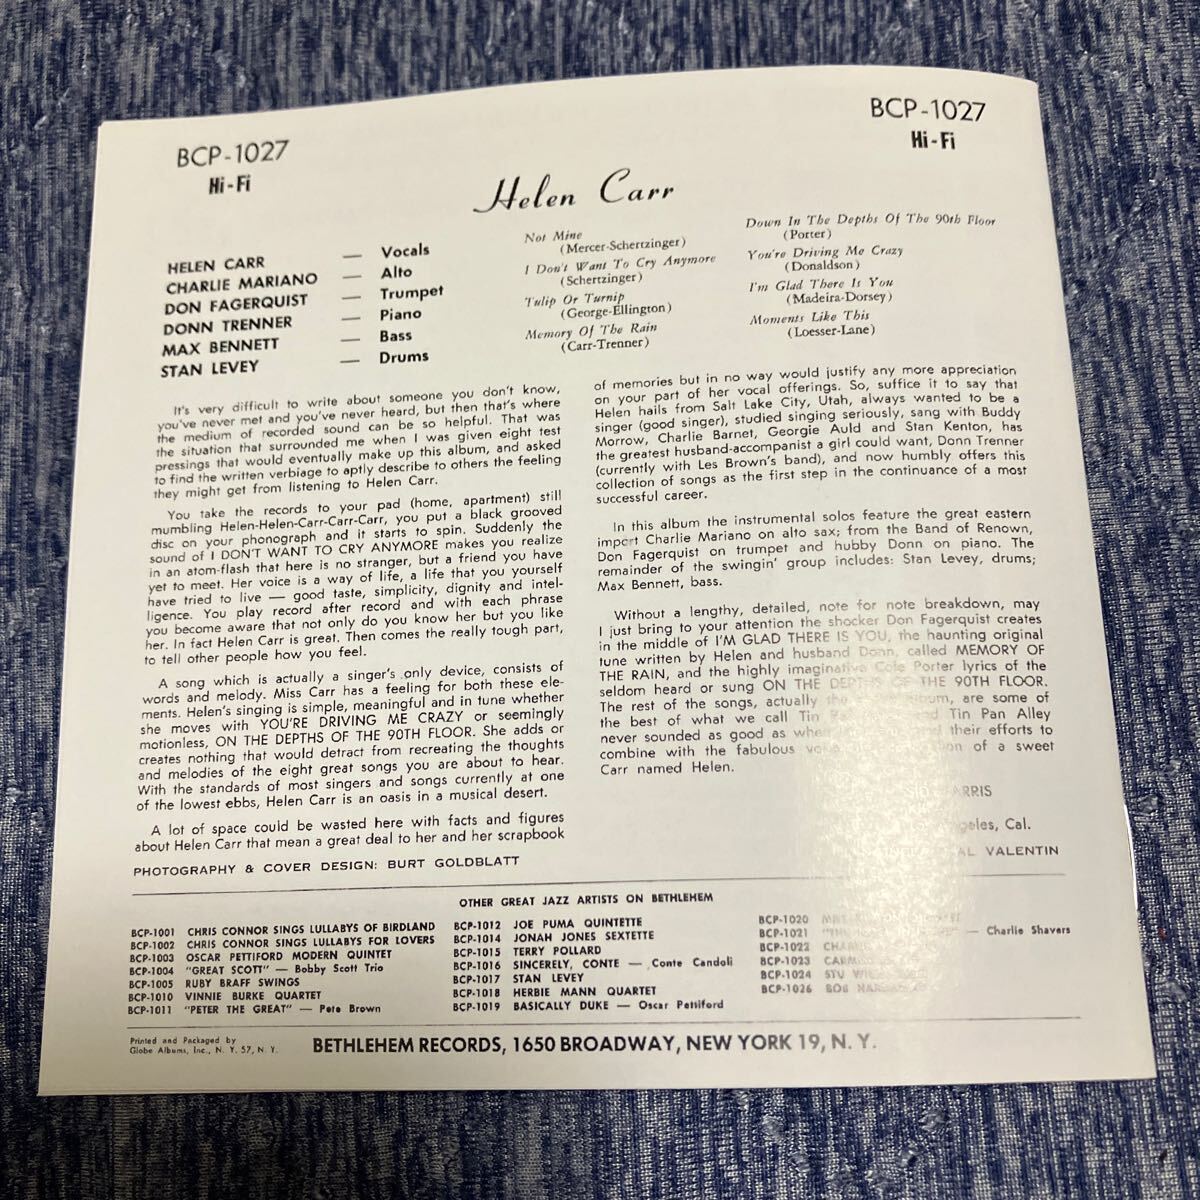 BCP-1027
Hi-Fi
BCP-1027
Hi-Fi
Helen Carr
HELEN CARR — Vocals
CHARLIE MARIANO — Alto
DON FAGERQUIST — Trumpet
DONN TRENNER — Piano
MAX BENNETT — Bass
STAN LEVEY — Drums
Not Mine
(Mercer-Schertzinger)
I Don't Want To Cry Anymore
(Schertzinger)
Tulip Or Turnip
(George-Ellington)
Memory Of The Rain
(Carr-Trenner)
Down In The Depths Of The 90th Floor
(Porter)
You're Driving Me Crazy
(Donaldson)
I'm Glad There Is You
(Madeira-Dorsey)
Moments Like This
(Loesser-Lane)
It's very difficult to write about someone you don't know,
you've never met and you've never heard, but then that's where
the medium of recorded sound can be so helpful. That was
the situation that surrounded me when I was given eight test
pressings that would eventually make up this album, and asked
to find the written verbiage to aptly describe to others the feeling
they might get from listening to Helen Carr.
You take the records to your pad (home, apartment) still
mumbling Helen-Helen-Carr-Carr-Carr, you put a black grooved
disc on your phonograph and it starts to spin. Suddenly the
sound of I DON'T WANT TO CRY ANYMORE makes you realize
in an atom-flash that here is no stranger, but a friend you have
yet to meet. Her voice is a way of life, a life that you yourself
have tried to live — good taste, simplicity, dignity and intel-
ligence. You play record after record and with each phrase
you become aware that not only do you know her but you like
her. In fact Helen Carr is great. Then comes the really tough part,
to tell other people how you feel.
A song which is actually a singer's only device, consists of
words and melody. Miss Carr has a feeling for both these ele-
ments. Helen's singing is simple, meaningful and in tune whether
she moves with YOU'RE DRIVING ME CRAZY or seemingly
motionless, ON THE DEPTHS OF THE 90TH FLOOR. She adds or
creates nothing that would detract from recreating the thoughts
and melodies of the eight great songs you are about to hear.
With the standards of most singers and songs currently at one
of the lowest ebbs, Helen Carr is an oasis in a musical desert.
A lot of space could be wasted here with facts and figures
about Helen Carr that mean a great deal to her and her scrapbook
of memories but in no way would justify any more appreciation
on your part of her vocal offerings. So, suffice it to say that
Helen hails from Salt Lake City, Utah, always wanted to be a
singer (good singer), studied singing seriously, sang with Buddy
Morrow, Charlie Barnet, Georgie Auld and Stan Kenton, has
the greatest husband-accompanist a girl could want, Donn Trenner
(currently with Les Brown's band), and now humbly offers this
collection of songs as the first step in the continuance of a most
successful career.
In this album the instrumental solos feature the great eastern
import Charlie Mariano on alto sax; from the Band of Renown,
Don Fagerquist on trumpet and hubby Donn on piano. The
remainder of the swingin' group includes: Stan Levey, drums;
Max Bennett, bass.
Without a lengthy, detailed, note for note breakdown, may
I just bring to your attention the shocker Don Fagerquist creates
in the middle of I'M GLAD THERE IS YOU, the haunting original
tune written by Helen and husband Donn, called MEMORY OF
THE RAIN, and the highly imaginative Cole Porter lyrics of the
seldom heard or sung ON THE DEPTHS OF THE 90TH FLOOR.
The rest of the songs, actually the album, are some of
the best of what we call Tin Tin Pan Alley
never sounded as good as their efforts to
combine with the fabulous of a sweet
Carr named Helen.
Cal.
VALENTIN
PHOTOGRAPHY & COVER DESIGN: BURT GOLDBLATT
OTHER GREAT JAZZ ARTISTS ON BETHLEHEM
BCP-1001 CHRIS CONNOR SINGS LULLABYS OF BIRDLAND
BCP-1002 CHRIS CONNOR SINGS LULLABYS FOR LOVERS
BCP-1003 OSCAR PETTIFORD MODERN QUINTET
BCP-1004 "GREAT SCOTT" — Bobby Scott Trio
BCP-1005 RUBY BRAFF SWINGS
BCP-1010 VINNIE BURKE QUARTET
BCP-1011 "PETER THE GREAT" — Pete Brown
BCP-1012 JOE PUMA QUINTETTE
BCP-1014 JONAH JONES SEXTETTE
BCP-1015 TERRY POLLARD
BCP-1016 SINCERELY, CONTE — Conte Candoli
BCP-1017 STAN LEVEY
BCP-1018 HERBIE MANN QUARTET
BCP-1019 BASICALLY DUKE — Oscar Pettiford
BCP-1020
BCP-1021 — Charlie Shavers
BCP-1022
BCP-1023
BCP-1024 STU
BCP-1026 BOB
Printed and Packaged by
Globe Albums, Inc., N. Y. 57, N. Y.
BETHLEHEM RECORDS, 1650 BROADWAY, NEW YORK 19, N. Y.